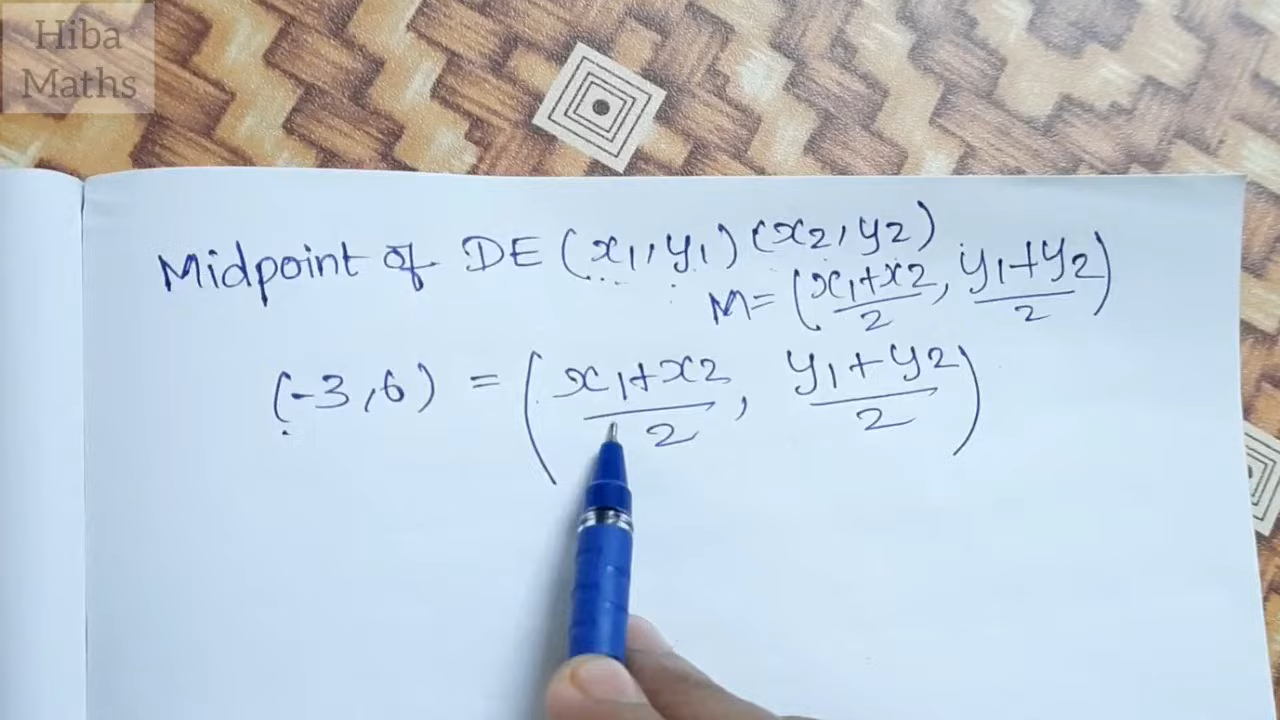 Hiba
Maths
Midpoint of DE (x1, y1) (x2, y2)
M= (x1+x2/2, y1+y2/2)
(-3,6) = (x1+x2/2, y1+y2/2)